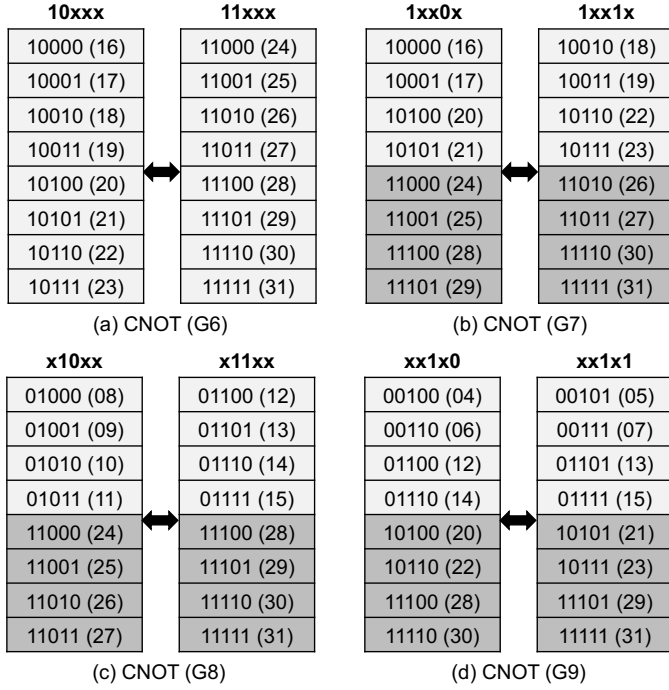 10xxx 11xxx 1xx0x 1xx1x
10000 (16) 11000 (24) 10000 (16) 10010 (18)
10001 (17) 11001 (25) 10001 (17) 10011 (19)
10010 (18) 11010 (26) 10100 (20) 10110 (22)
10011 (19) 11011 (27) 10101 (21) 10111 (23)
10100 (20) 11100 (28) 11000 (24) 11010 (26)
10101 (21) 11101 (29) 11001 (25) 11011 (27)
10110 (22) 11110 (30) 11100 (28) 11110 (30)
10111 (23) 11111 (31) 11101 (29) 11111 (31)
(a) CNOT (G6) (b) CNOT (G7)
x10xx x11xx xx1x0 xx1x1
01000 (08) 01100 (12) 00100 (04) 00101 (05)
01001 (09) 01101 (13) 00110 (06) 00111 (07)
01010 (10) 01110 (14) 01100 (12) 01101 (13)
01011 (11) 01111 (15) 01110 (14) 01111 (15)
11000 (24) 11100 (28) 10100 (20) 10101 (21)
11001 (25) 11101 (29) 10110 (22) 10111 (23)
11010 (26) 11110 (30) 11100 (28) 11101 (29)
11011 (27) 11111 (31) 11110 (30) 11111 (31)
(c) CNOT (G8) (d) CNOT (G9)